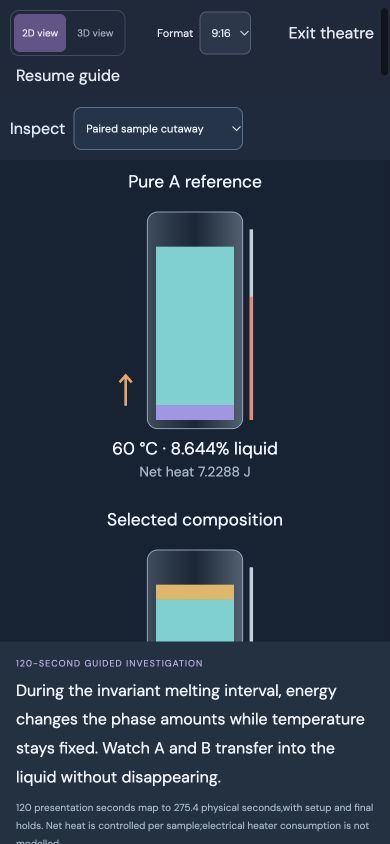 2D view
3D view
Format
9:16
Exit theatre
Resume guide
Inspect
Paired sample cutaway
Pure A reference
60 °C · 8.644% liquid
Net heat 7.2288 J
Selected composition
120-SECOND GUIDED INVESTIGATION
During the invariant melting interval, energy
changes the phase amounts while temperature
stays fixed. Watch A and B transfer into the
liquid without disappearing.
120 presentation seconds map to 275.4 physical seconds,with setup and final
holds. Net heat is controlled per sample;electrical heater consumption is not
modelled